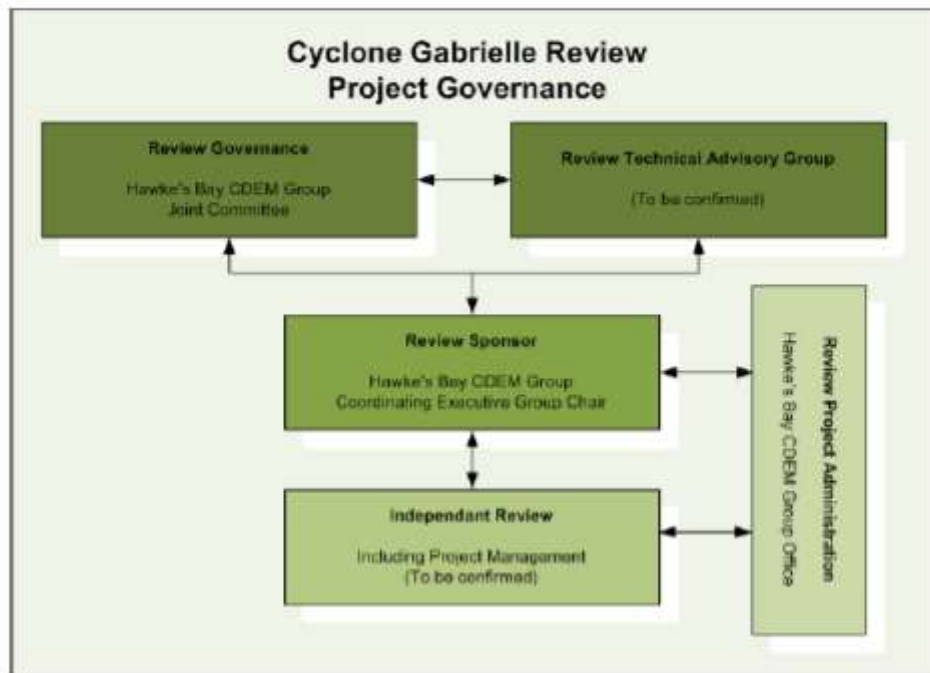 Cyclone Gabrielle Review
Project Governance
Review Governance
Hawke's Bay CDEM Group
Joint Committee
Review Technical Advisory Group
(To be confirmed)
Review Sponsor
Hawke's Bay CDEM Group
Coordinating Executive Group Chair
Independant Review
Including Project Management
(To be confirmed)
Review Project Administration
Hawke's Bay CDEM Group Office